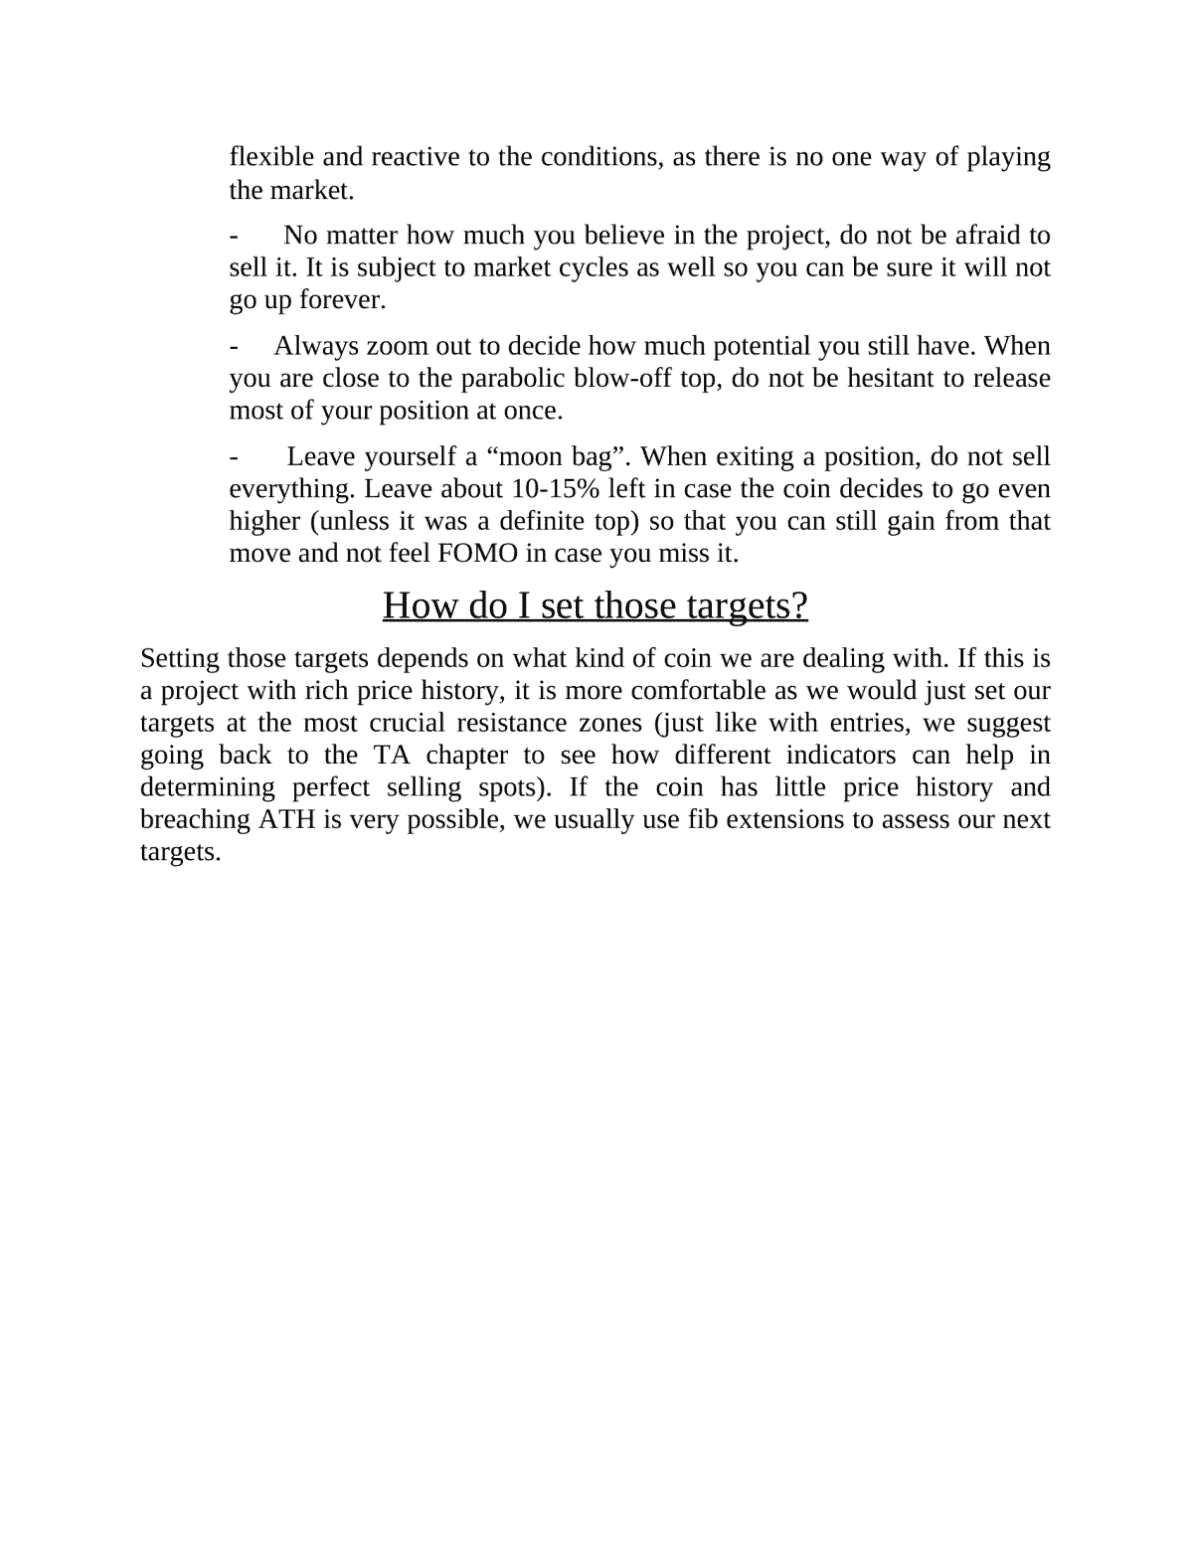 flexible and reactive to the conditions, as there is no one way of playing
the market.
- No matter how much you believe in the project, do not be afraid to
sell it. It is subject to market cycles as well so you can be sure it will not
go up forever.
- Always zoom out to decide how much potential you still have. When
you are close to the parabolic blow-off top, do not be hesitant to release
most of your position at once.
- Leave yourself a “moon bag”. When exiting a position, do not sell
everything. Leave about 10-15% left in case the coin decides to go even
higher (unless it was a definite top) so that you can still gain from that
move and not feel FOMO in case you miss it.
How do I set those targets?
Setting those targets depends on what kind of coin we are dealing with. If this is
a project with rich price history, it is more comfortable as we would just set our
targets at the most crucial resistance zones (just like with entries, we suggest
going back to the TA chapter to see how different indicators can help in
determining perfect selling spots). If the coin has little price history and
breaching ATH is very possible, we usually use fib extensions to assess our next
targets.